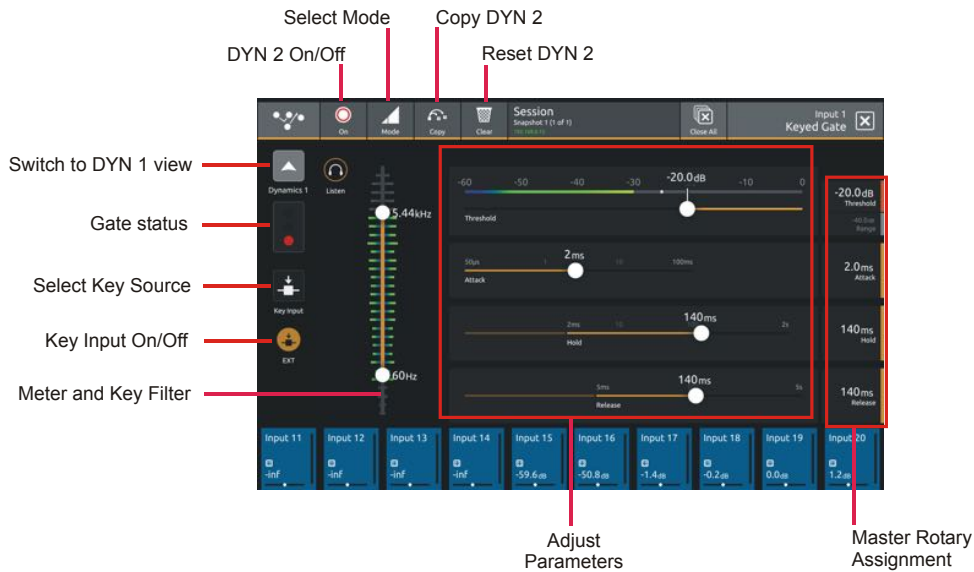 Select Mode
Copy DYN 2
DYN 2 On/Off
Reset DYN 2
On
Mode
Copy
Clear
Session
Snapshot 1 (1 of 1)
Close All
Input 1
Keyed Gate
Switch to DYN 1 view
Gate status
Select Key Source
Key Input On/Off
Meter and Key Filter
Dynamics 1
Listen
Key Input
EXT
5.44kHz
60Hz
-60 -50 -40 -30 -20.0dB -10 0
Threshold
2ms
50µs 1 10 100ms
Attack
140ms
2ms 10 2s
Hold
140ms
5ms 5s
Release
-20.0dB
Threshold
-40.0dB
Range
2.0ms
Attack
140ms
Hold
140ms
Release
Input 11 Input 12 Input 13 Input 14 Input 15 Input 16 Input 17 Input 18 Input 19 Input 20
-inf -inf -inf -inf -59.6dB -50.8dB -1.4dB -0.2dB 0.0dB 1.2dB
Adjust
Parameters
Master Rotary
Assignment